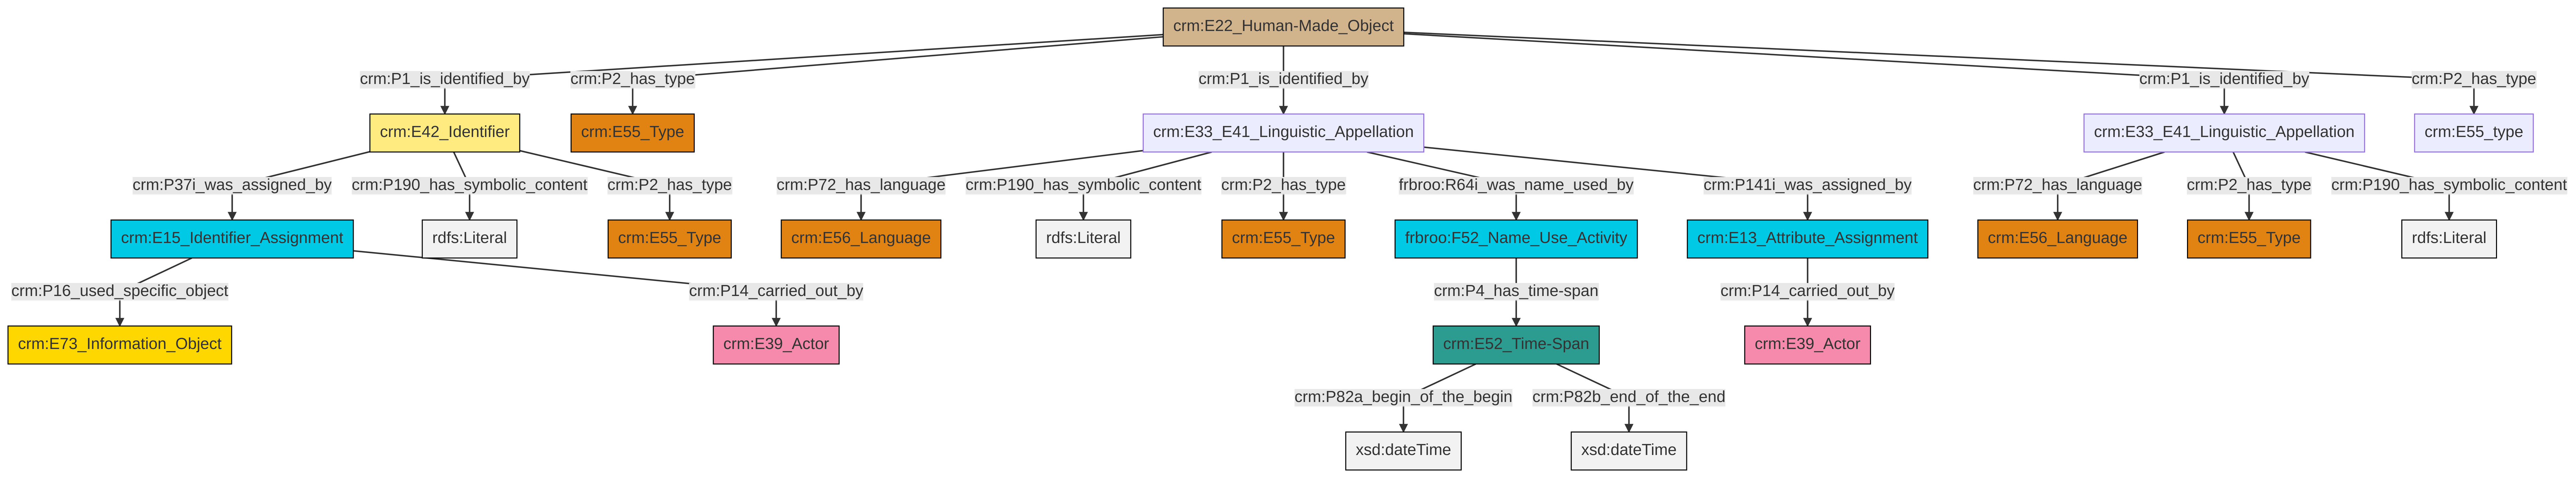 crm:E22_Human-Made_Object
crm:P1_is_identified_by
crm:P2_has_type
crm:P1_is_identified_by
crm:P1_is_identified_by
crm:P2_has_type
crm:E42_Identifier
crm:E55_Type
crm:E33_E41_Linguistic_Appellation
crm:E33_E41_Linguistic_Appellation
crm:E55_type
crm:P37i_was_assigned_by
crm:P190_has_symbolic_content
crm:P2_has_type
crm:P72_has_language
crm:P190_has_symbolic_content
crm:P2_has_type
frbroo:R64i_was_name_used_by
crm:P141i_was_assigned_by
crm:P72_has_language
crm:P2_has_type
crm:P190_has_symbolic_content
crm:E15_Identifier_Assignment
rdfs:Literal
crm:E55_Type
crm:E56_Language
rdfs:Literal
crm:E55_Type
frbroo:F52_Name_Use_Activity
crm:E13_Attribute_Assignment
crm:E56_Language
crm:E55_Type
rdfs:Literal
crm:P16_used_specific_object
crm:P14_carried_out_by
crm:P4_has_time-span
crm:P14_carried_out_by
crm:E73_Information_Object
crm:E39_Actor
crm:E52_Time-Span
crm:E39_Actor
crm:P82a_begin_of_the_begin
crm:P82b_end_of_the_end
xsd:dateTime
xsd:dateTime